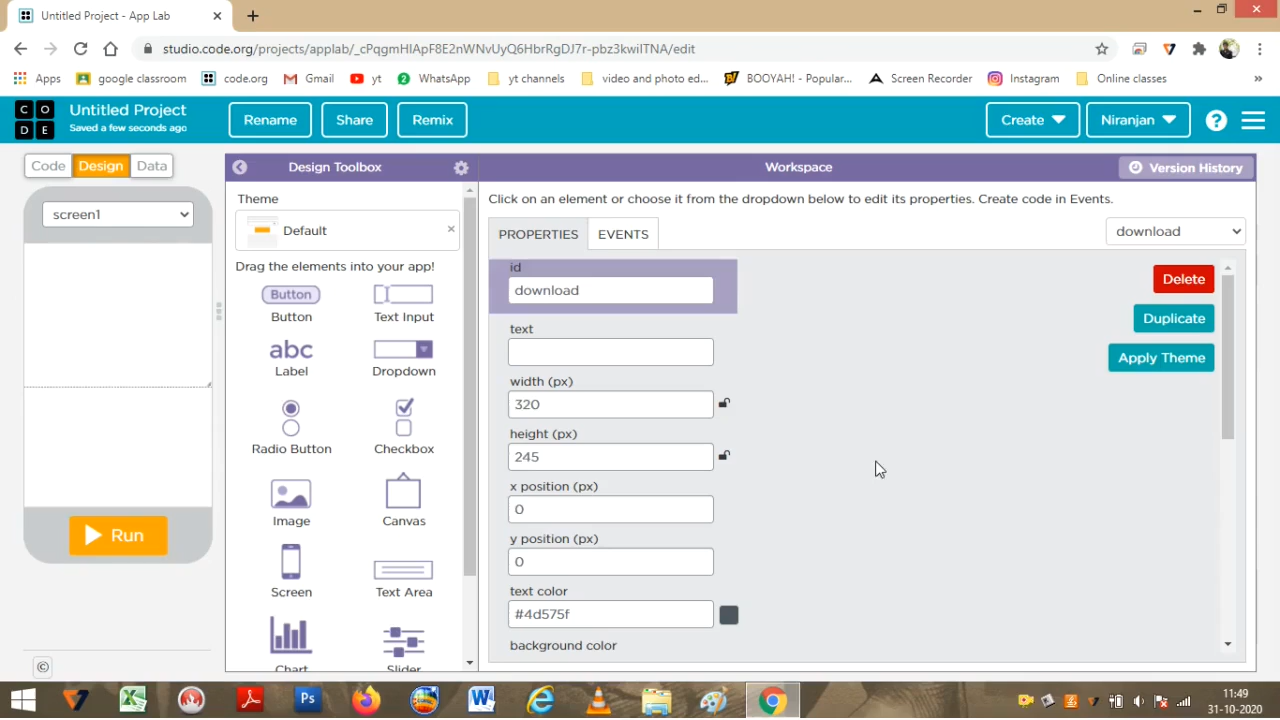 Untitled Project - App Lab
studio.code.org/projects/applab/_cPqgmHlApF8E2nWNvUyQ6HbrRgDJ7r-pbz3kwiITNA/edit
Apps google classroom code.org Gmail yt WhatsApp yt channels video and photo ed... BOOYAH! - Popular... Screen Recorder Instagram Online classes »
C O
D E
Untitled Project
Saved a few seconds ago
Rename Share Remix Create Niranjan ?
Code Design Data
Design Toolbox
Workspace
Version History
screen1
Theme
Default
Drag the elements into your app!
Button
Button
Text Input
abc
Label
Dropdown
Radio Button
Checkbox
Image
Canvas
Screen
Text Area
Chart
Slider
Click on an element or choose it from the dropdown below to edit its properties. Create code in Events.
PROPERTIES EVENTS
download
id
download
text
width (px)
320
height (px)
245
x position (px)
0
y position (px)
0
text color
#4d575f
background color
Delete
Duplicate
Apply Theme
Run
©
Ps
11:49
31-10-2020